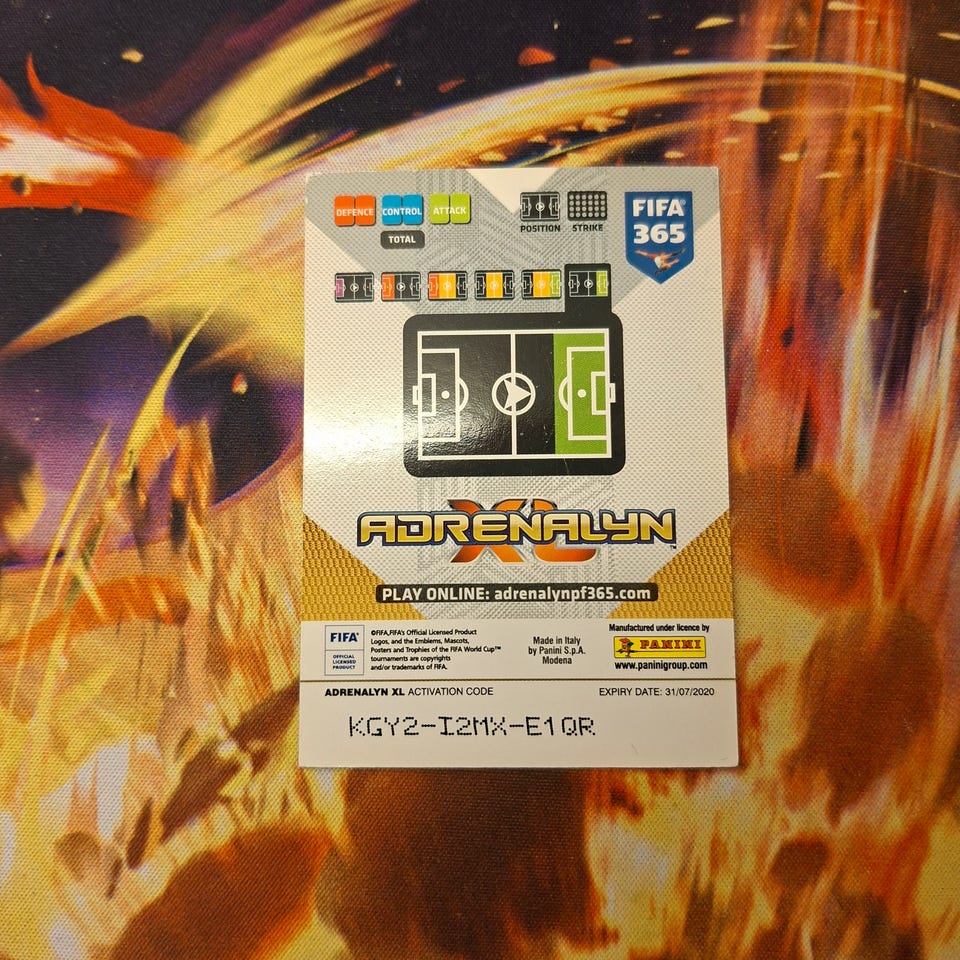 DEFENCE CONTROL ATTACK
TOTAL
POSITION STRIKE
FIFA
365
ADRENALYN™
XL
PLAY ONLINE: adrenalynpf365.com
FIFA®
OFFICIAL
LICENSED
PRODUCT
©FIFA,FIFA's Official Licensed Product
Logos, and the Emblems, Mascots,
Posters and Trophies of the FIFA World Cup™
tournaments are copyrights
and/or trademarks of FIFA.
Made in Italy
by Panini S.p.A.
Modena
Manufactured under licence by
PANINI
www.paninigroup.com
ADRENALYN XL ACTIVATION CODE
EXPIRY DATE: 31/07/2020
KGY2-I2MX-E1QR